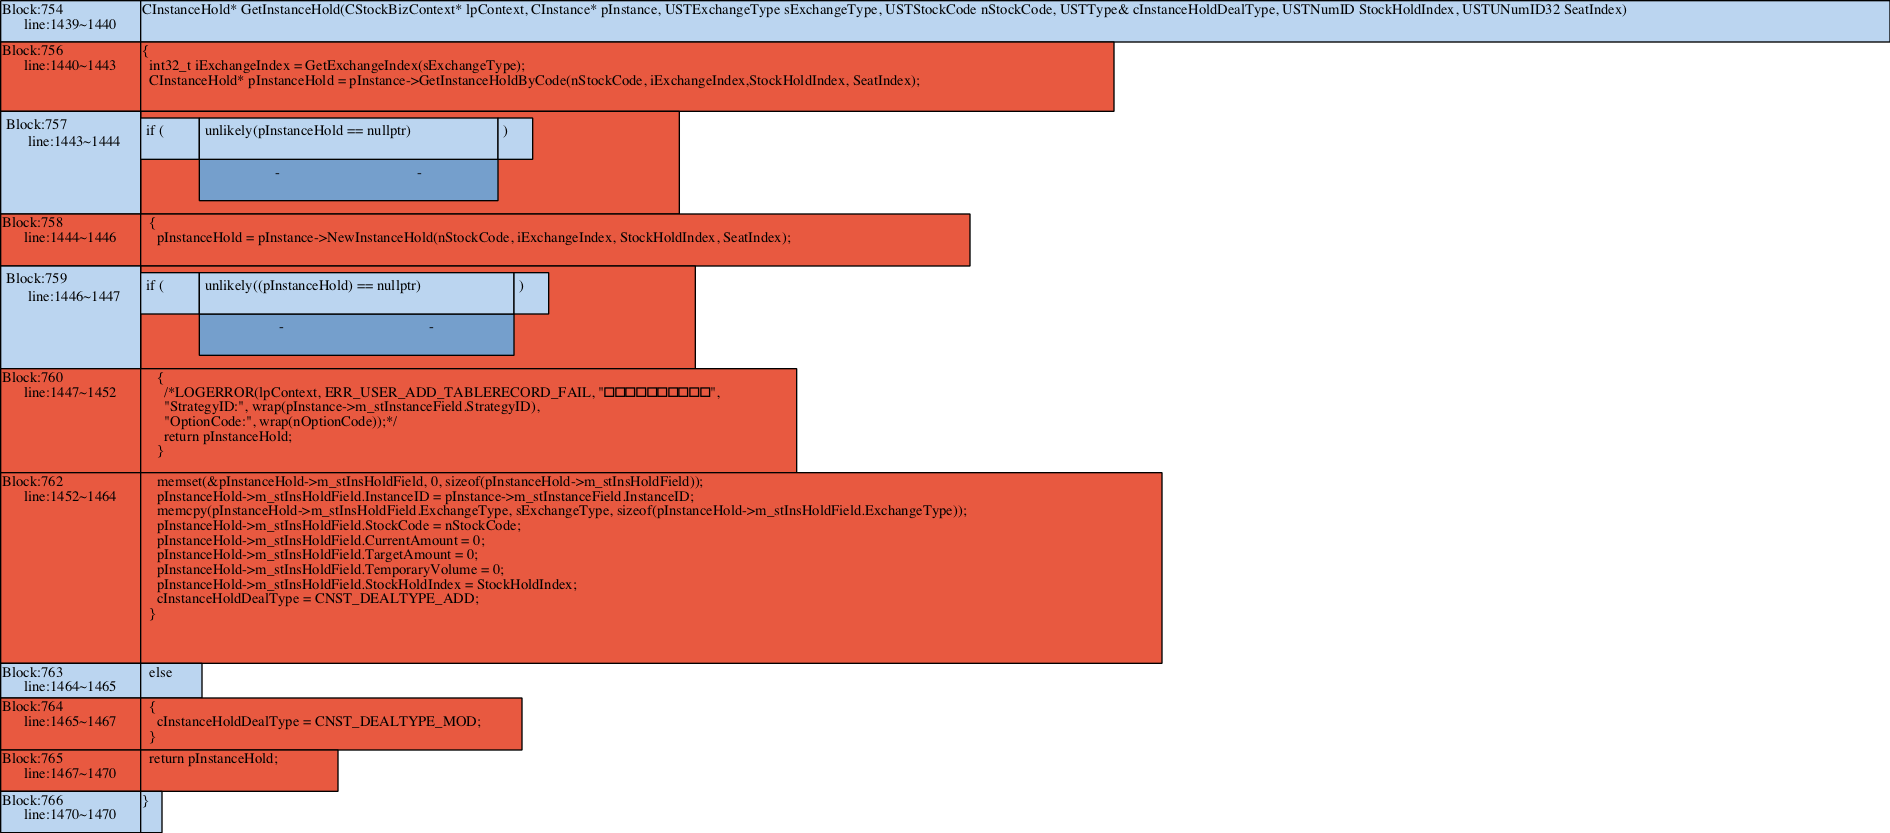 Block:754
line:1439~1440
CInstanceHold* GetInstanceHold(CStockBizContext* lpContext, CInstance* pInstance, USTExchangeType sExchangeType, USTStockCode nStockCode, USTType& cInstanceHoldDealType, USTNumID StockHoldIndex, USTUNumID32 SeatIndex)
Block:756
line:1440~1443
{
int32_t iExchangeIndex = GetExchangeIndex(sExchangeType);
CInstanceHold* pInstanceHold = pInstance->GetInstanceHoldByCode(nStockCode, iExchangeIndex,StockHoldIndex, SeatIndex);
Block:757
line:1443~1444
if ( unlikely(pInstanceHold == nullptr) )
- -
Block:758
line:1444~1446
{
pInstanceHold = pInstance->NewInstanceHold(nStockCode, iExchangeIndex, StockHoldIndex, SeatIndex);
Block:759
line:1446~1447
if ( unlikely((pInstanceHold) == nullptr) )
- -
Block:760
line:1447~1452
{
/*LOGERROR(lpContext, ERR_USER_ADD_TABLERECORD_FAIL, "□□□□□□□□□□",
"StrategyID:", wrap(pInstance->m_stInstanceField.StrategyID),
"OptionCode:", wrap(nOptionCode));*/
return pInstanceHold;
}
Block:762
line:1452~1464
memset(&pInstanceHold->m_stInsHoldField, 0, sizeof(pInstanceHold->m_stInsHoldField));
pInstanceHold->m_stInsHoldField.InstanceID = pInstance->m_stInstanceField.InstanceID;
memcpy(pInstanceHold->m_stInsHoldField.ExchangeType, sExchangeType, sizeof(pInstanceHold->m_stInsHoldField.ExchangeType));
pInstanceHold->m_stInsHoldField.StockCode = nStockCode;
pInstanceHold->m_stInsHoldField.CurrentAmount = 0;
pInstanceHold->m_stInsHoldField.TargetAmount = 0;
pInstanceHold->m_stInsHoldField.TemporaryVolume = 0;
pInstanceHold->m_stInsHoldField.StockHoldIndex = StockHoldIndex;
cInstanceHoldDealType = CNST_DEALTYPE_ADD;
}
Block:763
line:1464~1465
else
Block:764
line:1465~1467
{
cInstanceHoldDealType = CNST_DEALTYPE_MOD;
}
Block:765
line:1467~1470
return pInstanceHold;
Block:766
line:1470~1470
}